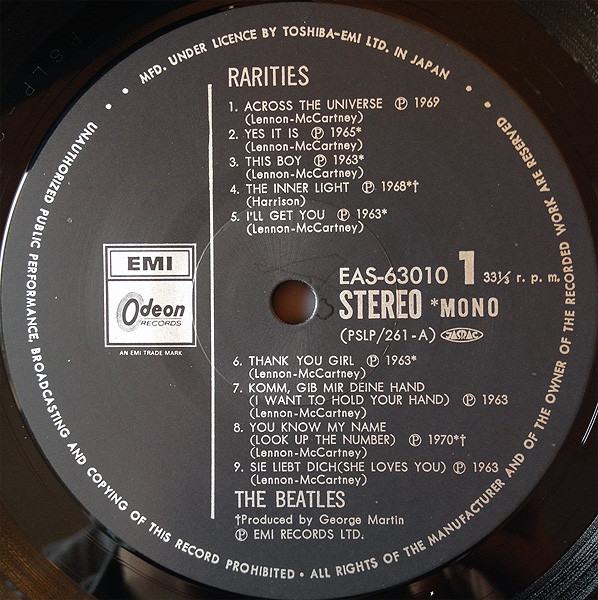 MFD. UNDER LICENCE BY TOSHIBA-EMI LTD. IN JAPAN
RARITIES
1. ACROSS THE UNIVERSE ℗ 1969
(Lennon-McCartney)
2. YES IT IS ℗ 1965*
(Lennon-McCartney)
3. THIS BOY ℗ 1963*
(Lennon-McCartney)
4. THE INNER LIGHT ℗ 1968*†
(Harrison)
5. I'LL GET YOU ℗ 1963*
(Lennon-McCartney)
EMI
Odeon
RECORDS
AN EMI TRADE MARK
EAS-63010 1 33⅓ r. p. m.
STEREO *MONO
(PSLP/261-A) JASRAC
6. THANK YOU GIRL ℗ 1963*
(Lennon-McCartney)
7. KOMM, GIB MIR DEINE HAND
(I WANT TO HOLD YOUR HAND) ℗ 1963
(Lennon-McCartney)
8. YOU KNOW MY NAME
(LOOK UP THE NUMBER) ℗ 1970*†
(Lennon-McCartney)
9. SIE LIEBT DICH(SHE LOVES YOU) ℗ 1963
(Lennon-McCartney)
THE BEATLES
†Produced by George Martin
℗ EMI RECORDS LTD.
UNAUTHORIZED PUBLIC PERFORMANCE, BROADCASTING AND COPYING OF THIS RECORD PROHIBITED • ALL RIGHTS OF THE MANUFACTURER AND OF THE OWNER OF THE RECORDED WORK ARE RESERVED